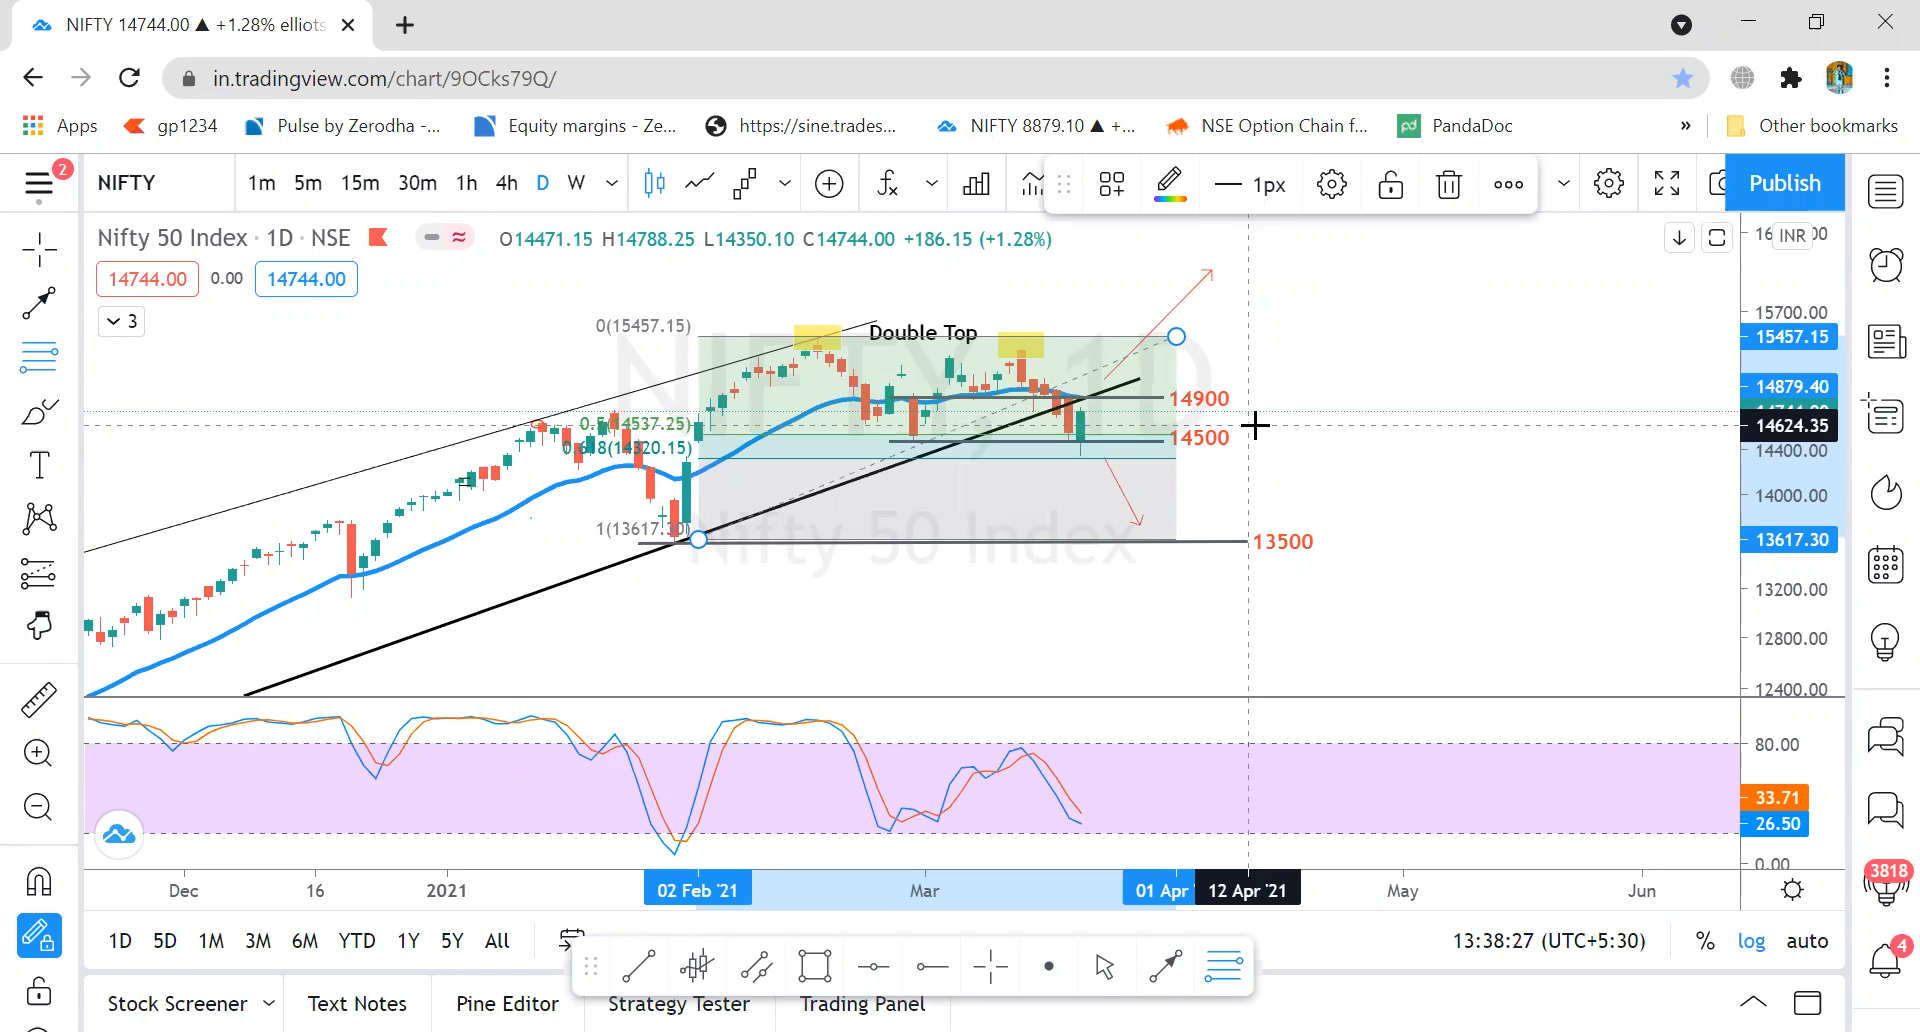 NIFTY 14744.00 ▲ +1.28% elliots
in.tradingview.com/chart/9OCks79Q/
Apps
gp1234
Pulse by Zerodha -...
Equity margins - Ze...
https://sine.trades...
NIFTY 8879.10 ▲ +...
NSE Option Chain f...
pd
PandaDoc
»
Other bookmarks
2
NIFTY
1m 5m 15m 30m 1h 4h D W
1px
Publish
Nifty 50 Index · 1D · NSE
O14471.15 H14788.25 L14350.10 C14744.00 +186.15 (+1.28%)
INR
14744.00 0.00 14744.00
3
NIFTY, 1D
Nifty 50 Index
0(15457.15)
Double Top
14900
0.5(14537.25)
14500
0.618(14320.15)
1(13617.30)
13500
15700.00
15457.15
14879.40
14624.35
14400.00
14000.00
13617.30
13200.00
12800.00
12400.00
80.00
33.71
26.50
0.00
Dec 16 2021 02 Feb '21 Mar 01 Apr 12 Apr '21 May Jun
3818
1D 5D 1M 3M 6M YTD 1Y 5Y All
13:38:27 (UTC+5:30) % log auto
4
Stock Screener Text Notes Pine Editor Strategy Tester Trading Panel